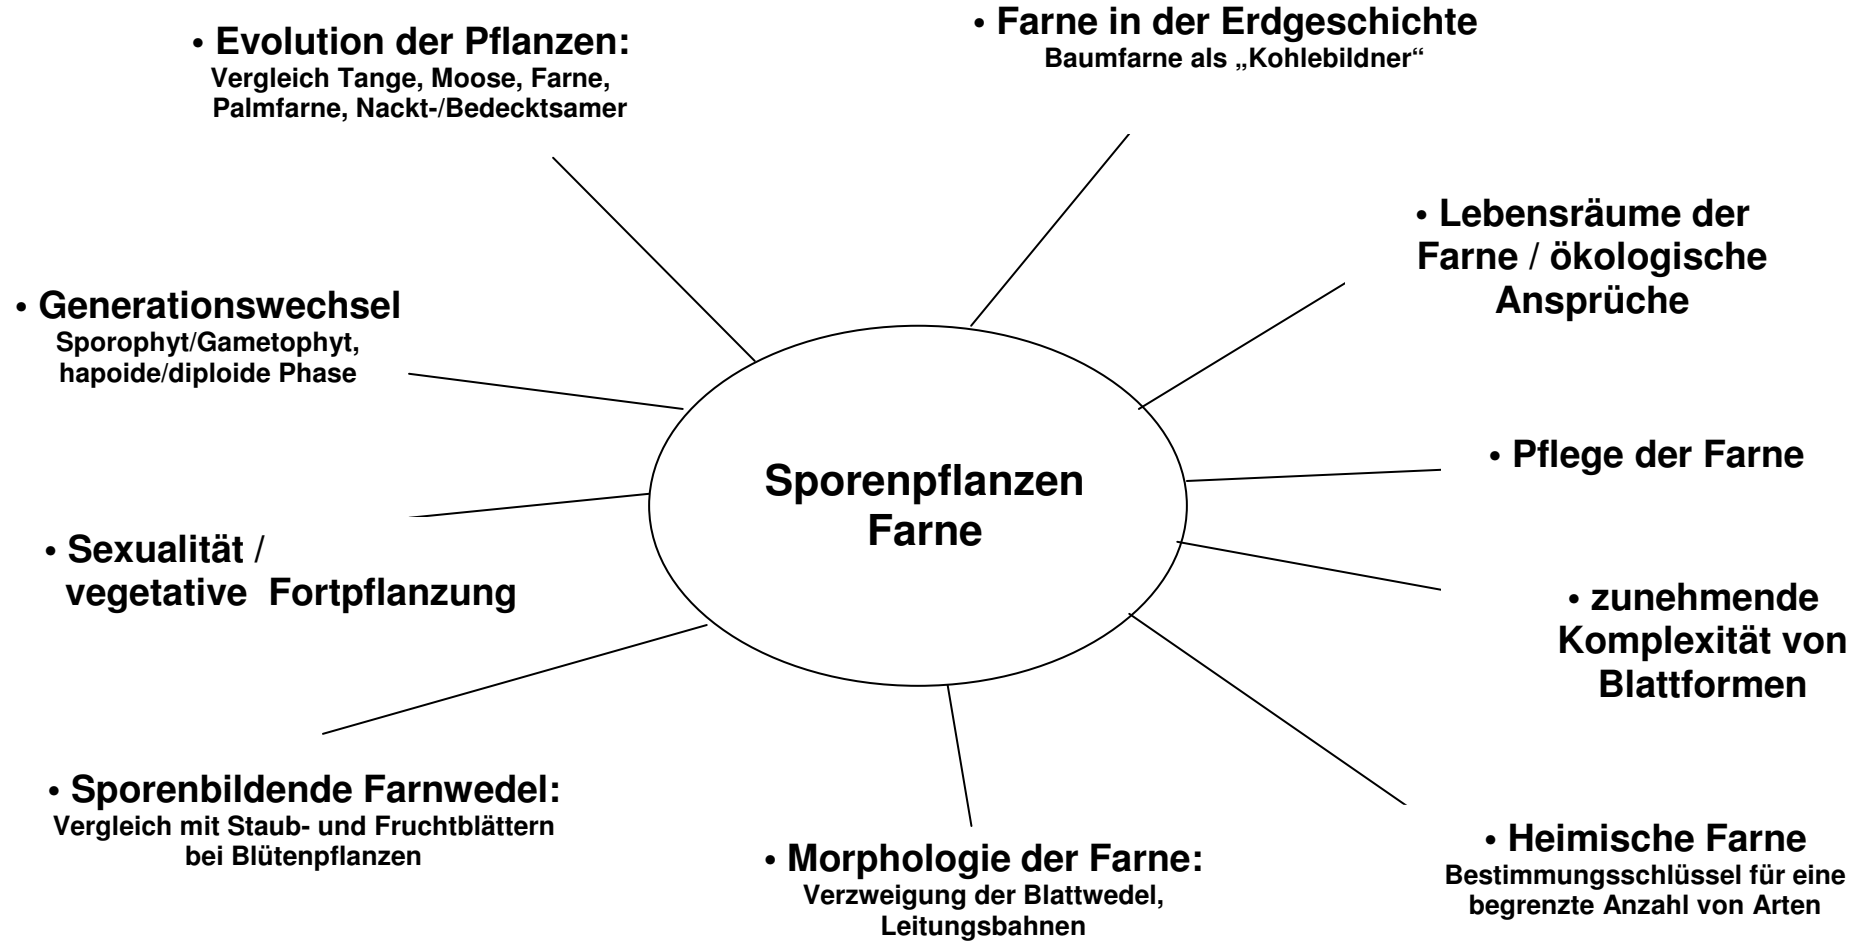 • Evolution der Pflanzen:
Vergleich Tange, Moose, Farne,
Palmfarne, Nackt-/Bedecktsamer
• Farne in der Erdgeschichte
Baumfarne als „Kohlebildner“
• Lebensräume der
Farne / ökologische
Ansprüche
• Generationswechsel
Sporophyt/Gametophyt,
hapoide/diploide Phase
Sporenpflanzen
Farne
• Pflege der Farne
• Sexualität /
vegetative Fortpflanzung
• zunehmende
Komplexität von
Blattformen
• Sporenbildende Farnwedel:
Vergleich mit Staub- und Fruchtblättern
bei Blütenpflanzen
• Morphologie der Farne:
Verzweigung der Blattwedel,
Leitungsbahnen
• Heimische Farne
Bestimmungsschlüssel für eine
begrenzte Anzahl von Arten